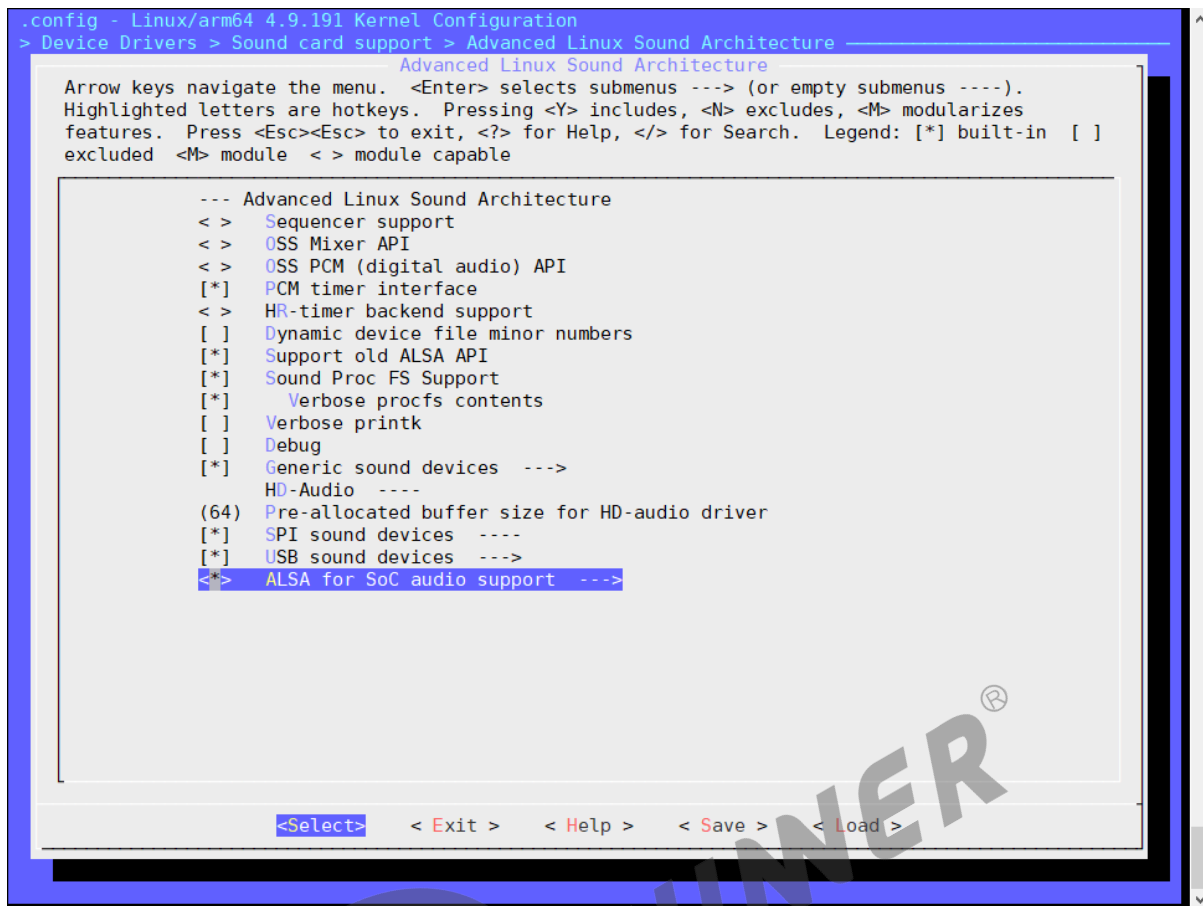 .config - Linux/arm64 4.9.191 Kernel Configuration
> Device Drivers > Sound card support > Advanced Linux Sound Architecture
Advanced Linux Sound Architecture
Arrow keys navigate the menu.  <Enter> selects submenus ---> (or empty submenus ----).
Highlighted letters are hotkeys.  Pressing <Y> includes, <N> excludes, <M> modularizes
features.  Press <Esc><Esc> to exit, <?> for Help, </> for Search.  Legend: [*] built-in  [ ]
excluded  <M> module  < > module capable
--- Advanced Linux Sound Architecture
< >   Sequencer support
< >   OSS Mixer API
< >   OSS PCM (digital audio) API
[*]   PCM timer interface
< >   HR-timer backend support
[ ]   Dynamic device file minor numbers
[*]   Support old ALSA API
[*]   Sound Proc FS Support
[*]     Verbose procfs contents
[ ]   Verbose printk
[ ]   Debug
[*]   Generic sound devices  --->
HD-Audio  ----
(64)  Pre-allocated buffer size for HD-audio driver
[*]   SPI sound devices  ----
[*]   USB sound devices  --->
<*>   ALSA for SoC audio support  --->
<Select>    < Exit >    < Help >    < Save >    < Load >